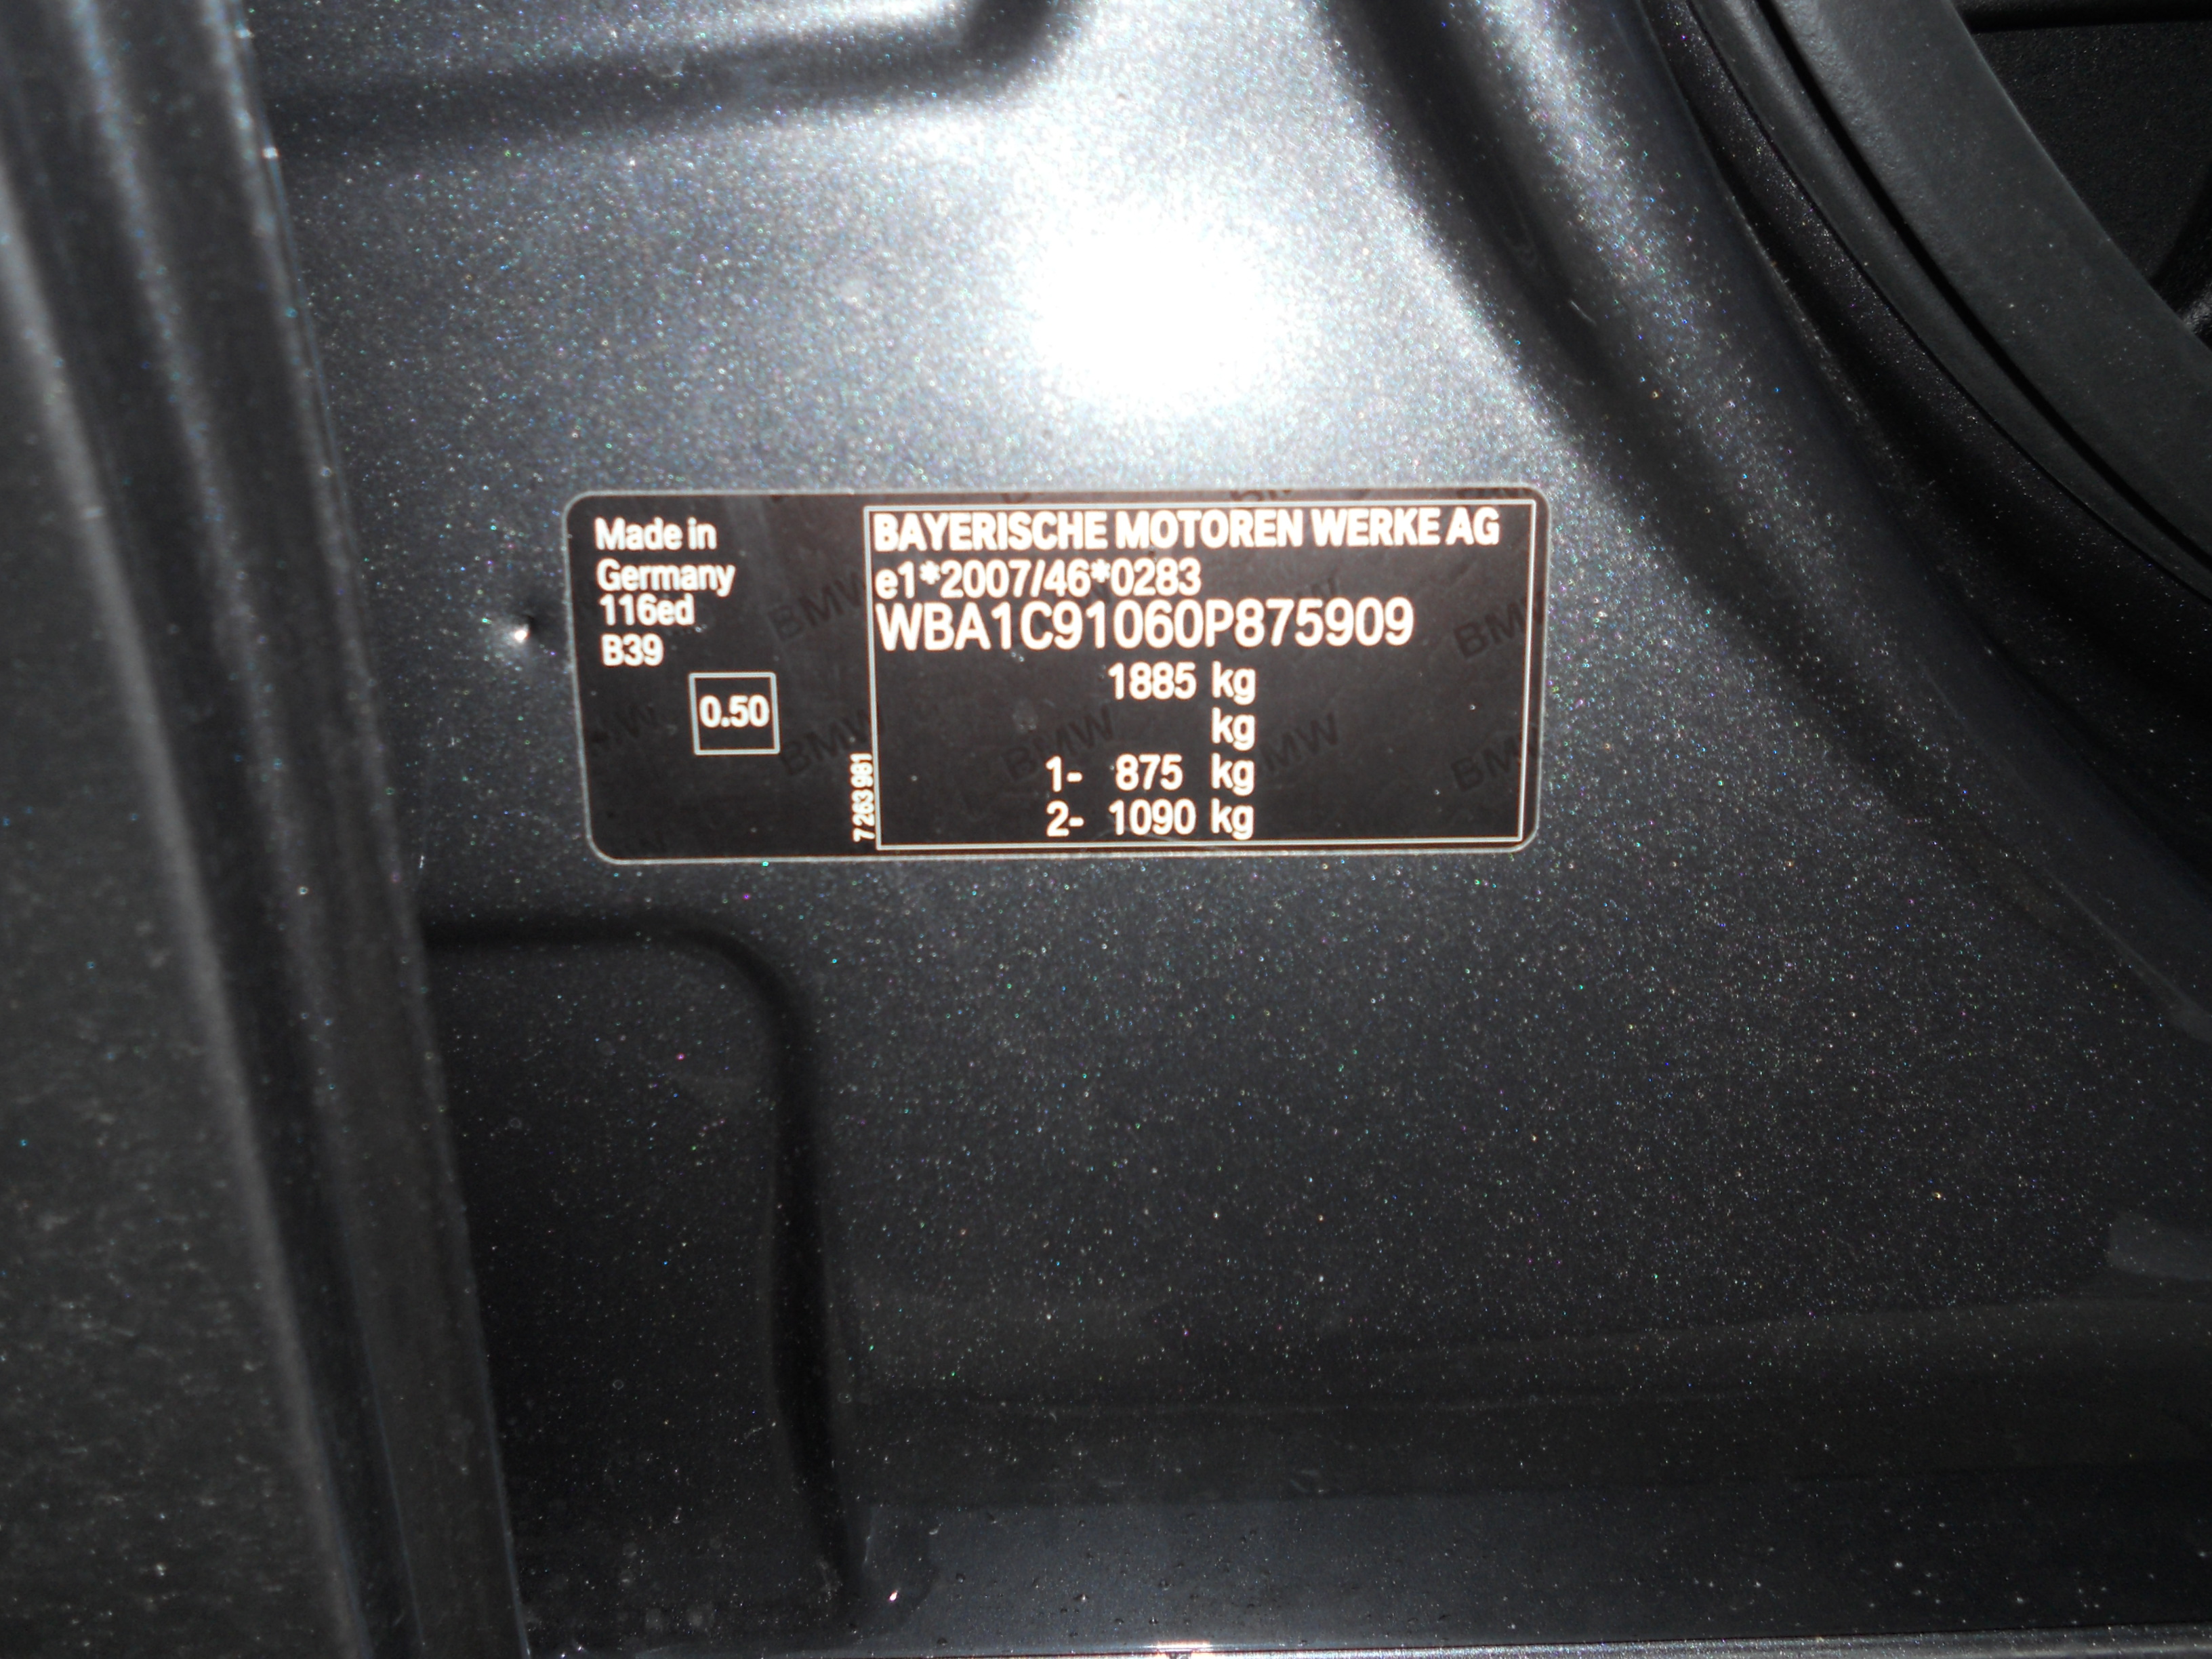 Made in
Germany
116ed
B39
0.50
7 263 981
BAYERISCHE MOTOREN WERKE AG
e1*2007/46*0283
WBA1C91060P875909
1885 kg
kg
1- 875 kg
2- 1090 kg